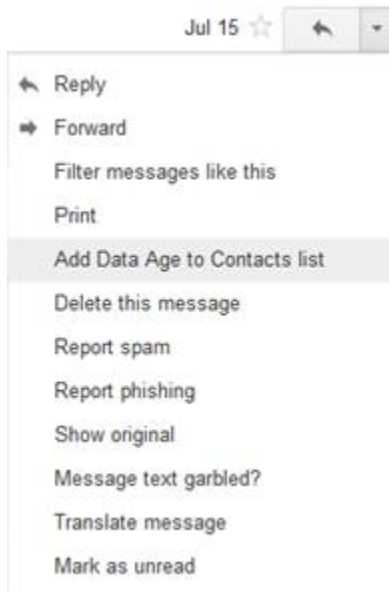 Jul 15
Reply
Forward
Filter messages like this
Print
Add Data Age to Contacts list
Delete this message
Report spam
Report phishing
Show original
Message text garbled?
Translate message
Mark as unread